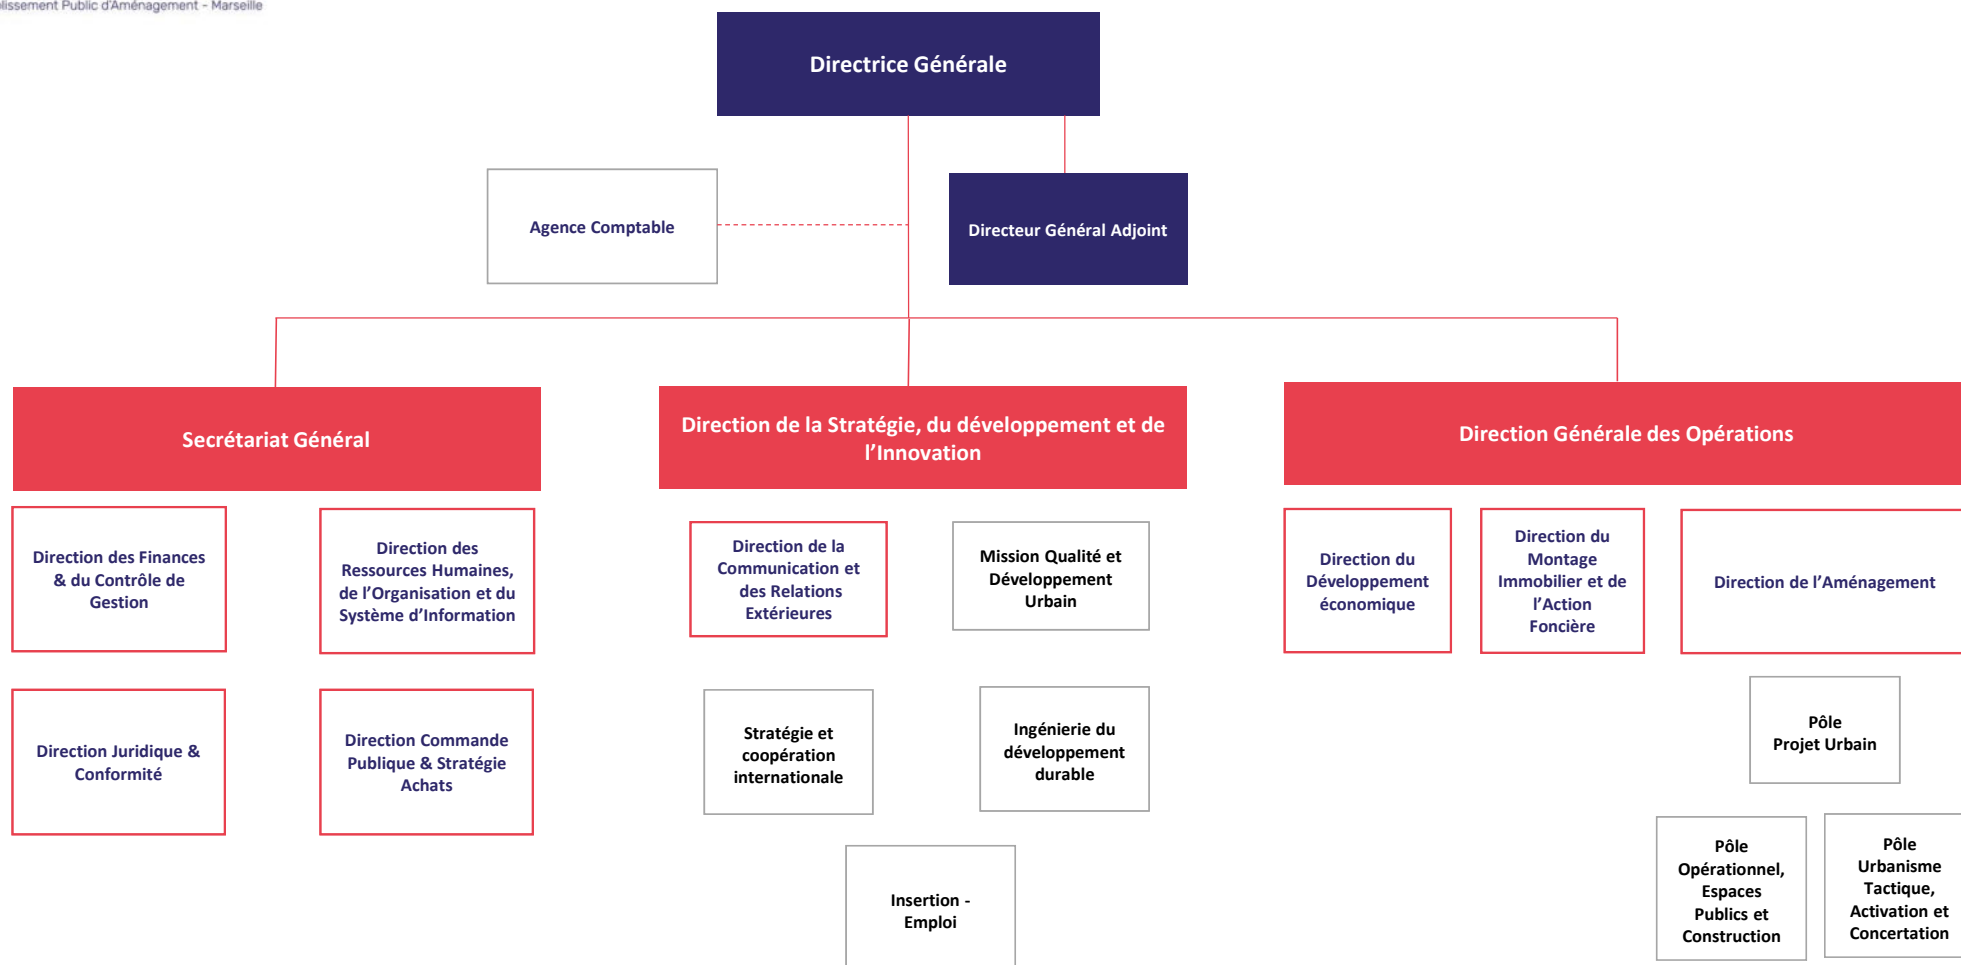 Établissement Public d'Aménagement - Marseille
Directrice Générale
Agence Comptable
Directeur Général Adjoint
Secrétariat Général
Direction de la Stratégie, du développement et de
l’Innovation
Direction Générale des Opérations
Direction des Finances
& du Contrôle de
Gestion
Direction des
Ressources Humaines,
de l’Organisation et du
Système d’Information
Direction Juridique &
Conformité
Direction Commande
Publique & Stratégie
Achats
Direction de la
Communication et
des Relations
Extérieures
Mission Qualité et
Développement
Urbain
Stratégie et
coopération
internationale
Ingénierie du
développement
durable
Insertion -
Emploi
Direction du
Développement
économique
Direction du
Montage
Immobilier et de
l’Action
Foncière
Direction de l’Aménagement
Pôle
Projet Urbain
Pôle
Opérationnel,
Espaces
Publics et
Construction
Pôle
Urbanisme
Tactique,
Activation et
Concertation